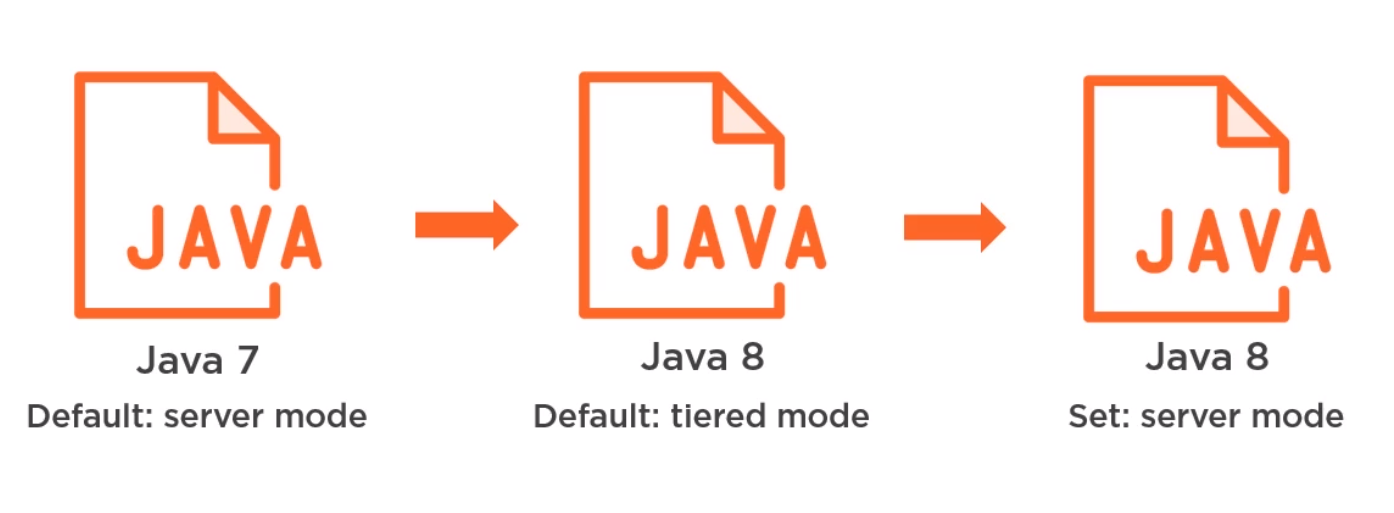 JAVA
Java 7
Default: server mode
JAVA
Java 8
Default: tiered mode
JAVA
Java 8
Set: server mode